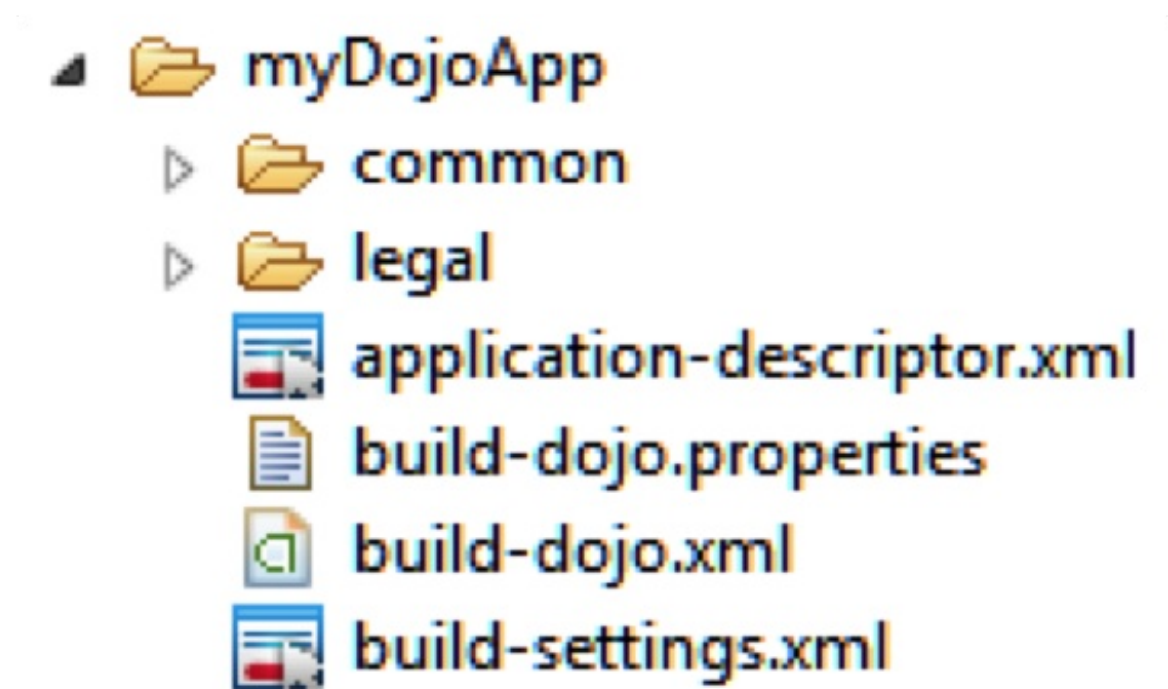 myDojoApp
common
legal
application-descriptor.xml
build-dojo.properties
build-dojo.xml
build-settings.xml